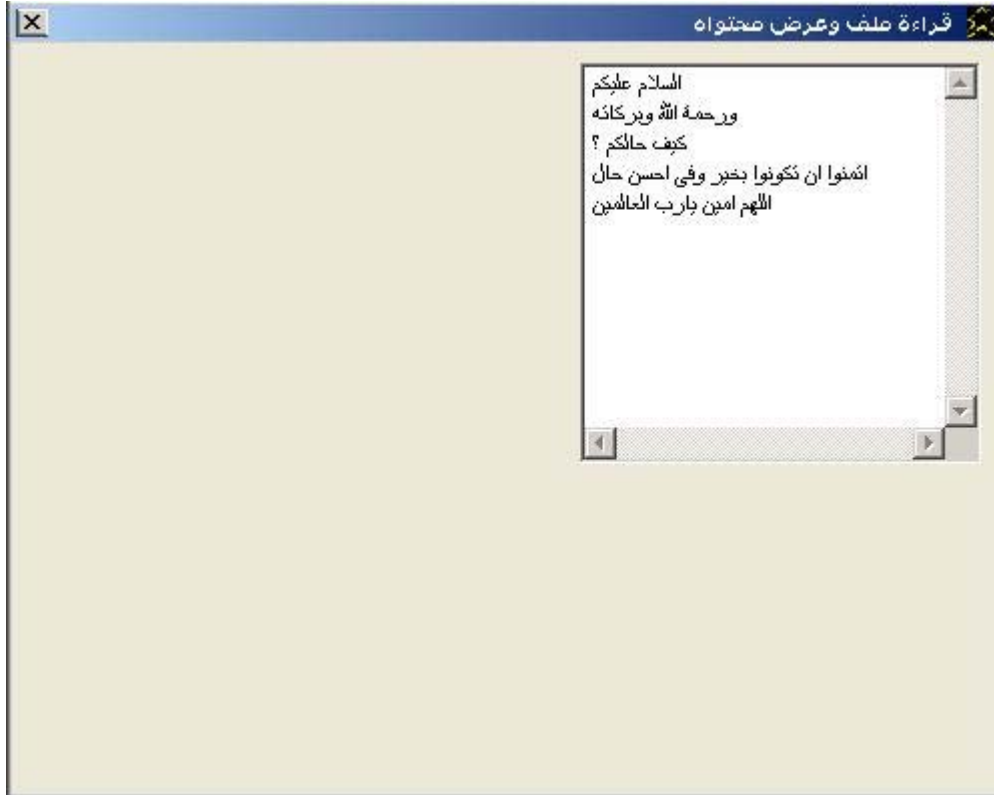 قراءة ملف وعرض محتواه
السلام عليكم
ورحمة الله وبركاته
كيف حالكم ؟
اتمنوا ان تكونوا بخير وفى احسن حال
اللهم امين يارب العالمين